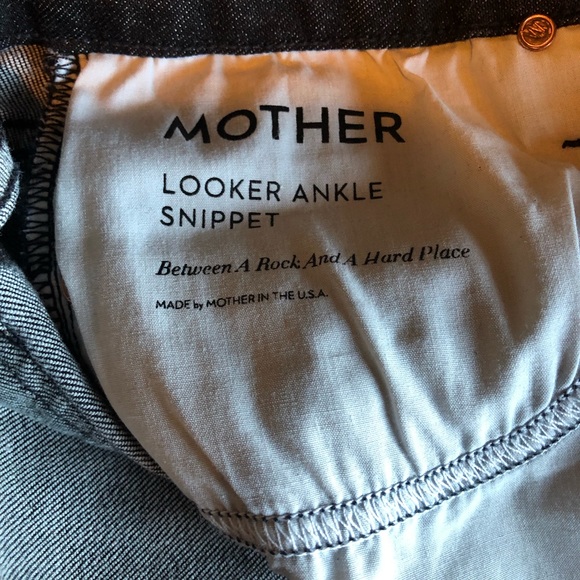 MOTHER
LOOKER ANKLE
SNIPPET
Between A Rock And A Hard Place
MADE by MOTHER IN THE U.S.A.